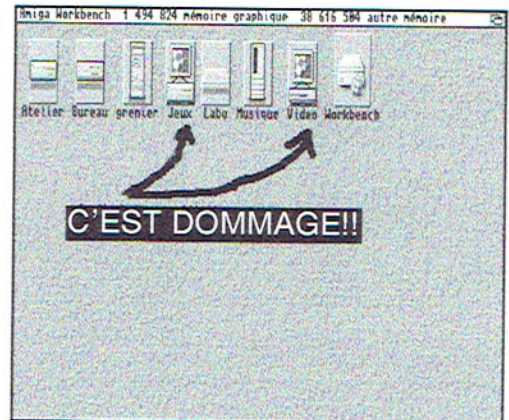 Amiga Workbench 1 494 824 mémoire graphique 38 616 504 autre mémoire
Atelier Bureau grenier Jeux Labo Musique Video Workbench
C'EST DOMMAGE!!